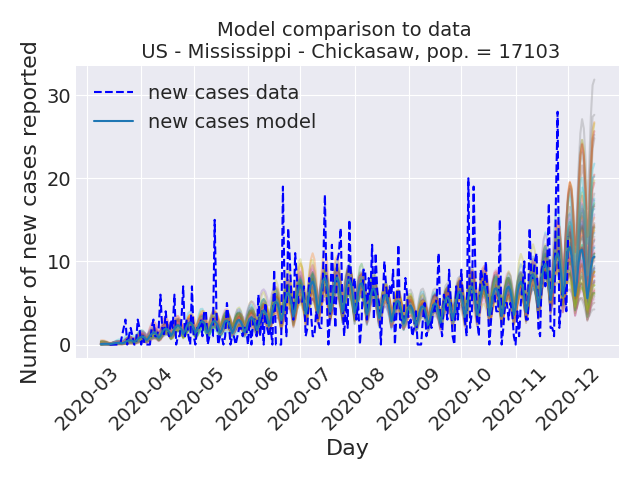 Model comparison to data
US - Mississippi - Chickasaw, pop. = 17103
Number of new cases reported
30
20
10
0
new cases data
new cases model
2020-03
2020-04
2020-05
2020-06
2020-07
2020-08
2020-09
2020-10
2020-11
2020-12
Day